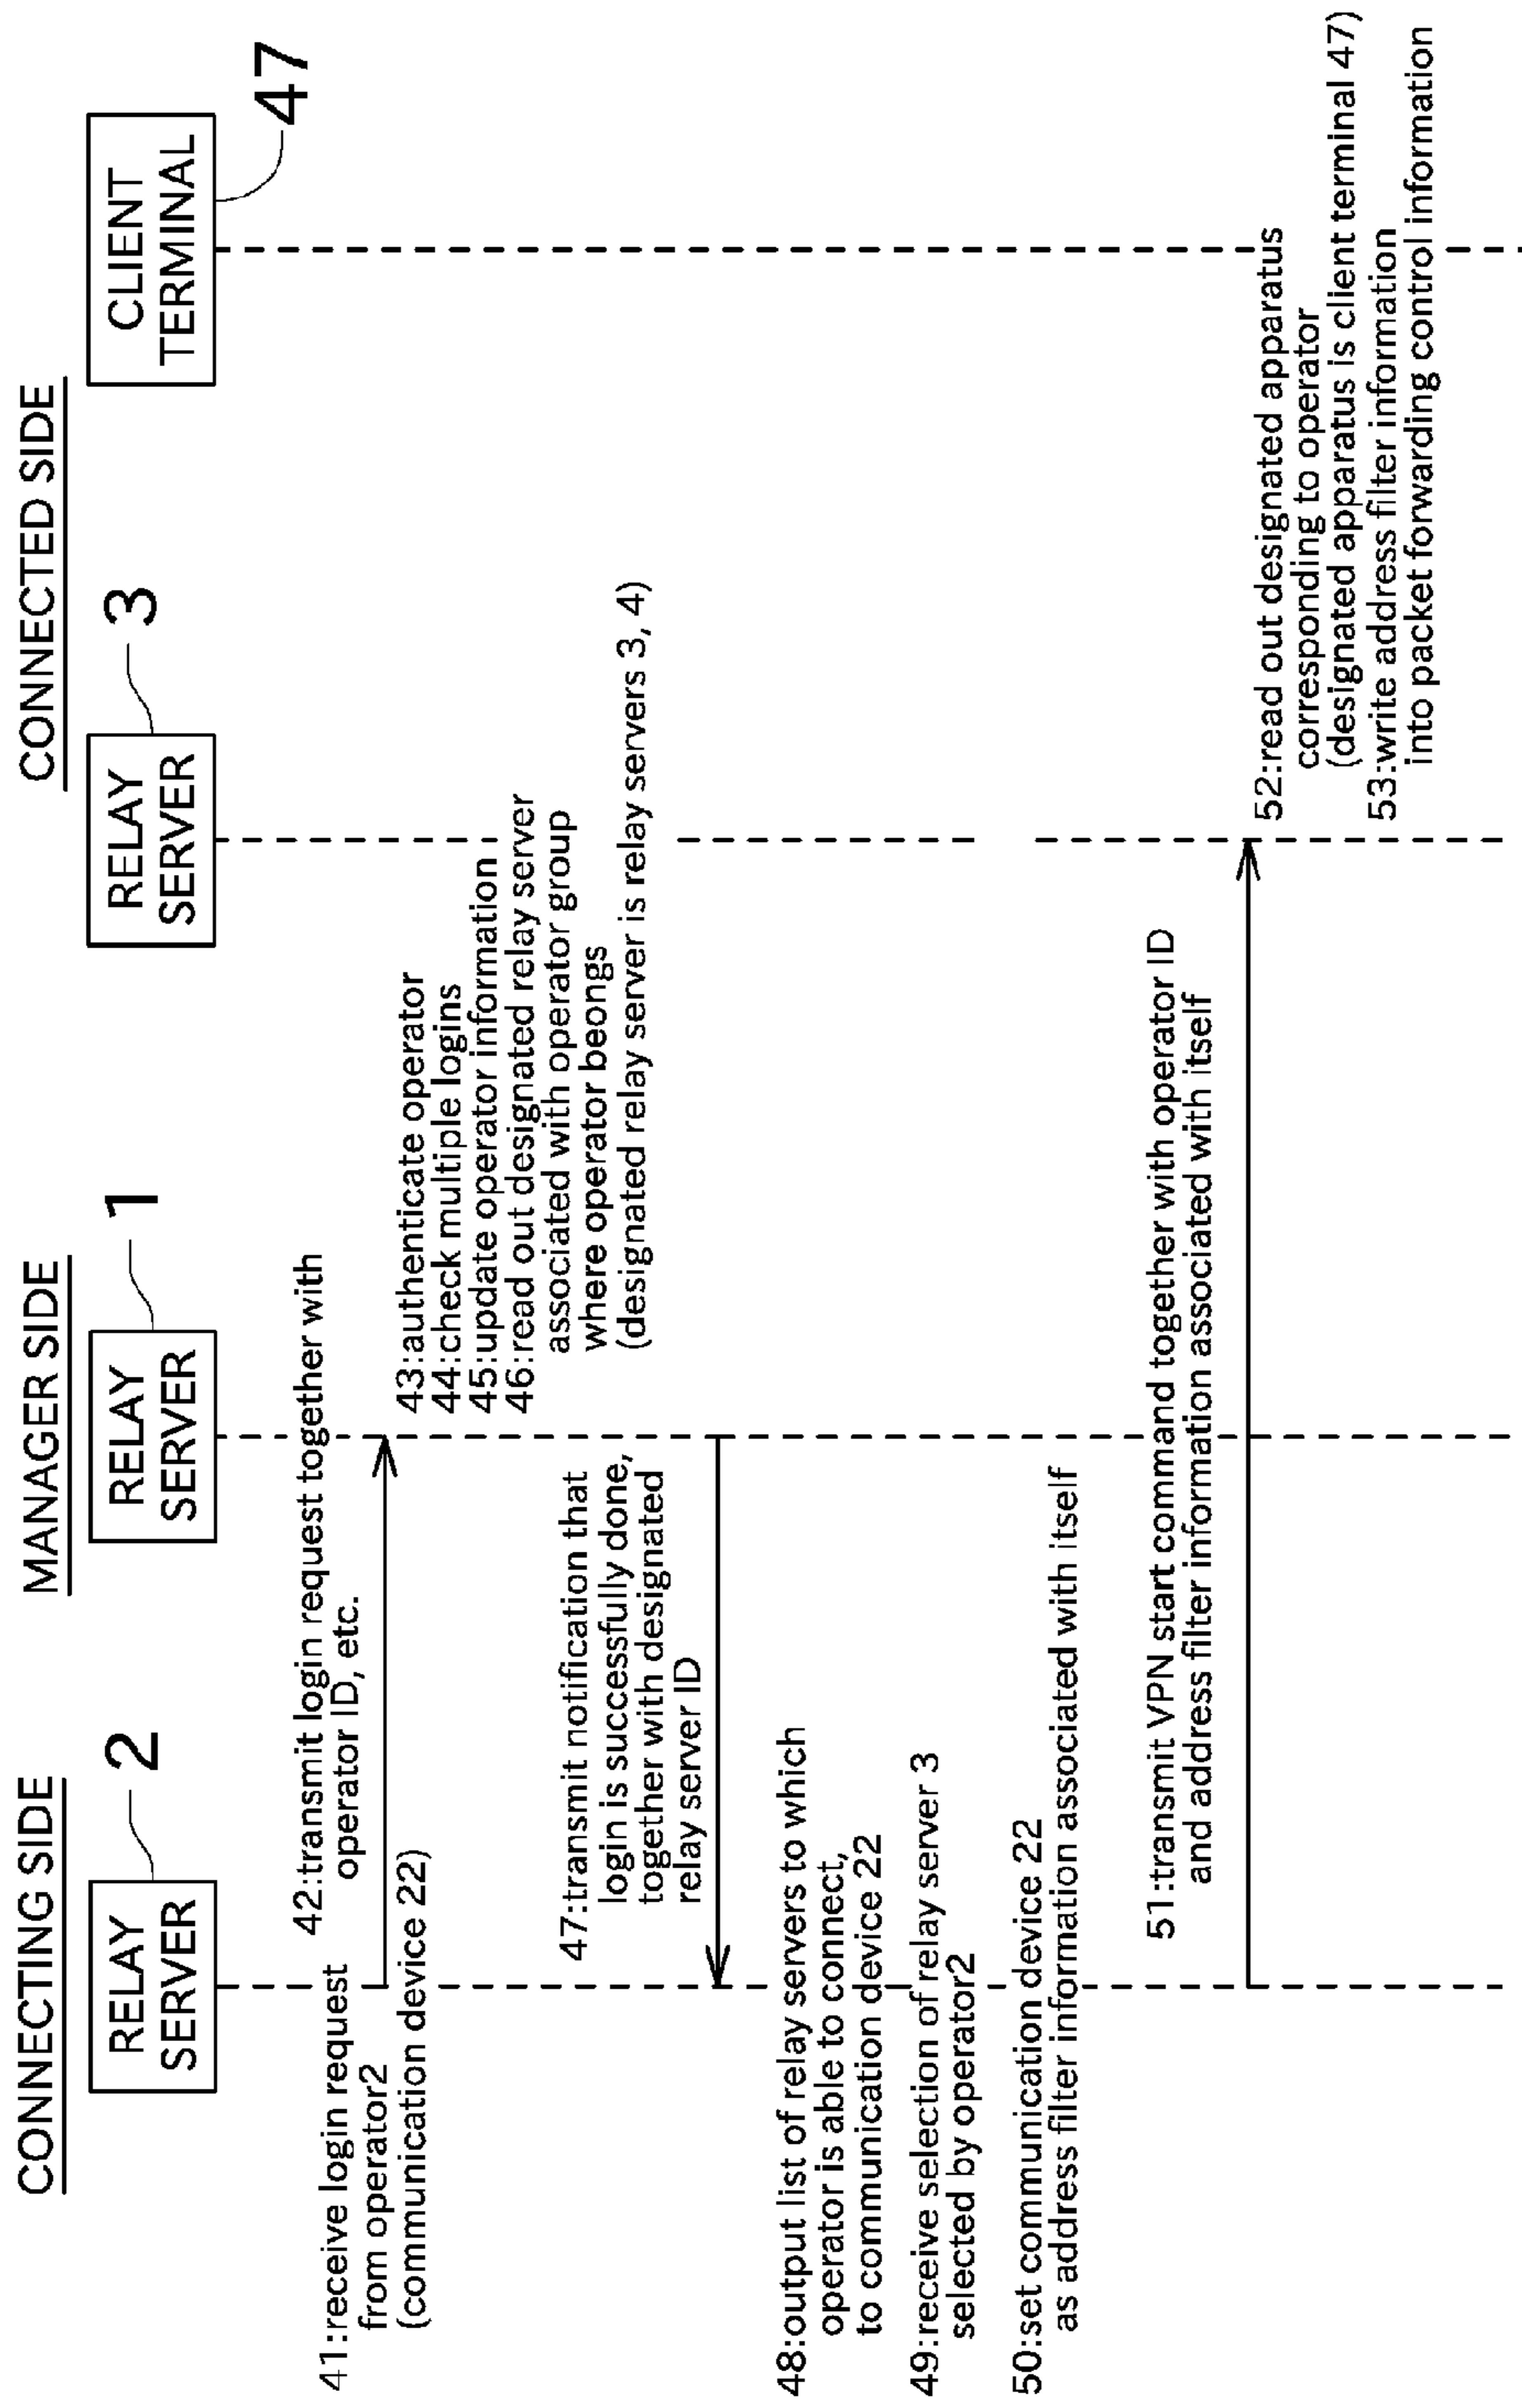 CONNECTING SIDE
MANAGER SIDE
CONNECTED SIDE
RELAY
SERVER
2
RELAY
SERVER
1
RELAY
SERVER
3
CLIENT
TERMINAL
47
41:receive login request
from operator2
(communication device 22)
42:transmit login request together with
operator ID, etc.
43:authenticate operator
44:check multiple logins
45:update operator information
46:read out designated relay server
associated with operator group
where operator beongs
(designated relay server is relay servers 3, 4)
47:transmit notification that
login is successfully done,
together with designated
relay server ID
48:output list of relay servers to which
operator is able to connect,
to communication device 22
49:receive selection of relay server 3
selected by operator2
50:set communication device 22
as address filter information associated with itself
51:transmit VPN start command together with operator ID
and address filter information associated with itself
52:read out designated apparatus
corresponding to operator
(designated apparatus is client terminal 47)
53:write address filter information
into packet forwarding control information